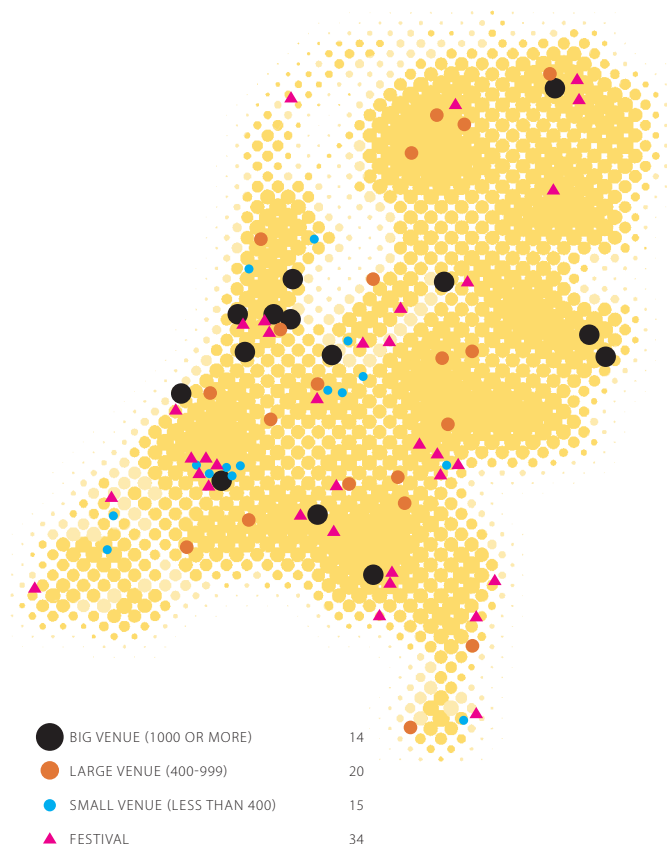 BIG VENUE (1000 OR MORE) 14
LARGE VENUE (400-999) 20
SMALL VENUE (LESS THAN 400) 15
FESTIVAL 34